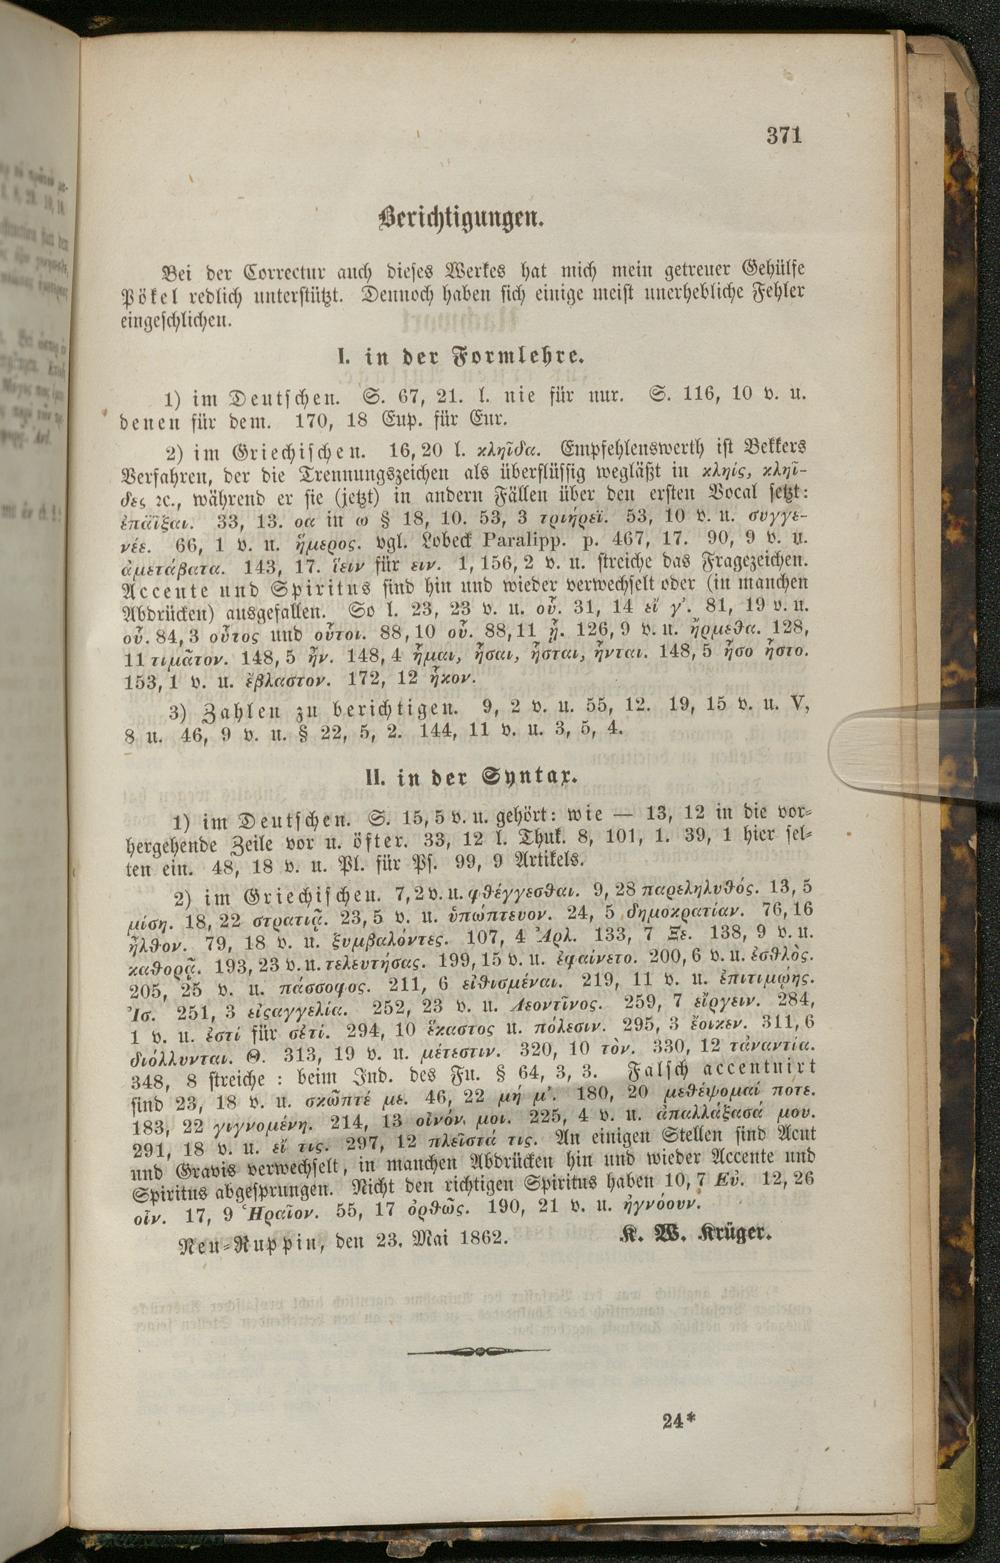 371
Berichtigungen.
Bei der Correctur auch dieses Werkes hat mich mein getreuer Gehülfe
Pökel redlich unterstützt. Dennoch haben sich einige meist unerhebliche Fehler
eingeschlichen.
I. in der Formlehre.
1) im Deutschen. S. 67, 21. l. nie für nur. S. 116, 10 v. u.
denen für dem. 170, 18 Eup. für Eur.
2) im Griechischen. 16, 20 l. κληῖδα. Empfehlenswerth ist Bekkers
Verfahren, der die Trennungszeichen als überflüssig wegläßt in κληίς, κληῖ-
δες ꝛc., während er sie (jetzt) in andern Fällen über den ersten Vocal setzt:
ἐπάϊξαι. 33, 13. οα in ω § 18, 10. 53, 3 τριήρεϊ. 53, 10 v. u. συγγε-
νέε. 66, 1 v. u. ἥμερος. vgl. Lobeck Paralipp. p. 467, 17. 90, 9 v. u.
ἀμετάβατα. 143, 17. ἴειν für ειν. 1, 156, 2 v. u. streiche das Fragezeichen.
Accente und Spiritus sind hin und wieder verwechselt oder (in manchen
Abdrücken) ausgefallen. So l. 23, 23 v. u. οὗ. 31, 14 εἴ γ'. 81, 19 v. u.
οὗ. 84, 3 οὗτος und οὗτοι. 88, 10 οὗ. 88, 11 ᾗ. 126, 9 v. u. ἤρμεθα. 128,
11 τιμᾶτον. 148, 5 ἦν. 148, 4 ἧμαι, ἧσαι, ἧσται, ἧνται. 148, 5 ἧσο ἧστο.
153, 1 v. u. ἐβλαστον. 172, 12 ἧκον.
3) Zahlen zu berichtigen. 9, 2 v. u. 55, 12. 19, 15 v. u. V,
8 u. 46, 9 v. u. § 22, 5, 2. 144, 11 v. u. 3, 5, 4.
II. in der Syntax.
1) im Deutschen. S. 15, 5 v. u. gehört: wie — 13, 12 in die vor-
hergehende Zeile vor u. öfter. 33, 12 l. Thuk. 8, 101, 1. 39, 1 hier sel-
ten ein. 48, 18 v. u. Pl. für Ps. 99, 9 Artikels.
2) im Griechischen. 7, 2 v. u. φθέγγεσθαι. 9, 28 παρεληλυθός. 13, 5
μίση. 18, 22 στρατιᾷ. 23, 5 v. u. ὑπώπτευον. 24, 5 δημοκρατίαν. 76, 16
ἦλθον. 79, 18 v. u. ξυμβαλόντες. 107, 4 Ἀρλ. 133, 7 Ξε. 138, 9 v. u.
καθορᾷ. 193, 23 v. u. τελευτήσας. 199, 15 v. u. ἐφαίνετο. 200, 6 v. u. ἐσθλὸς.
205, 25 v. u. πάσσοφος. 211, 6 εἰθισμέναι. 219, 11 v. u. ἐπιτιμῴης.
Ἰσ. 251, 3 εἰςαγγελία. 252, 23 v. u. Λεοντῖνος. 259, 7 εἴργειν. 284,
1 v. u. ἐστί für σἐτί. 294, 10 ἕκαστος u. πόλεσιν. 295, 3 ἔοικεν. 311, 6
διόλλυνται. Θ. 313, 19 v. u. μέτεστιν. 320, 10 τὸν. 330, 12 τἀναντία.
348, 8 streiche : beim Ind. des Fu. § 64, 3, 3. Falsch accentuirt
sind 23, 18 v. u. σκῶπτέ με. 46, 22 μή μ'. 180, 20 μεθέψομαί ποτε.
183, 22 γιγνομένη. 214, 13 οἶνόν μοι. 225, 4 v. u. ἀπαλλάξασά μου.
291, 18 v. u. εἴ τις. 297, 12 πλεῖστά τις. An einigen Stellen sind Acut
und Gravis verwechselt, in manchen Abdrücken hin und wieder Accente und
Spiritus abgesprungen. Nicht den richtigen Spiritus haben 10, 7 Εὐ. 12, 26
οἷν. 17, 9 Ἡραῖον. 55, 17 ὀρθῶς. 190, 21 v. u. ἠγνόουν.
Neu-Ruppin, den 23. Mai 1862. K. W. Krüger.
24*